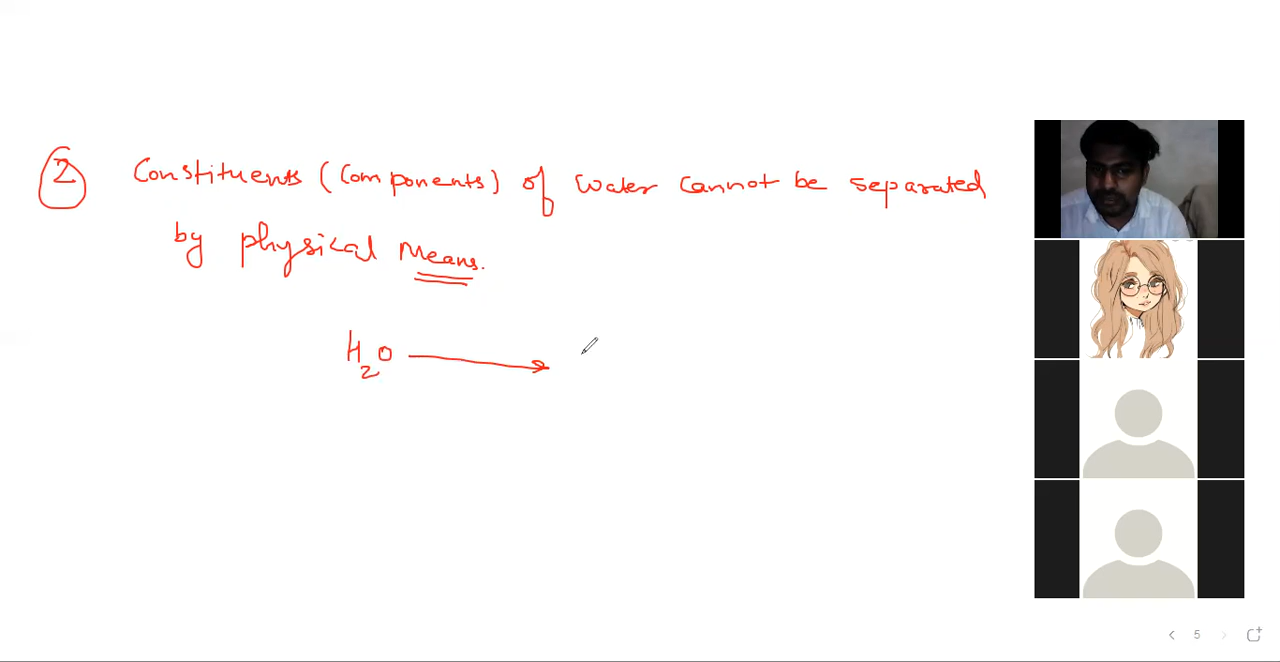 2 Constituents (Components) of water cannot be separated
by physical Means.
H2O
5